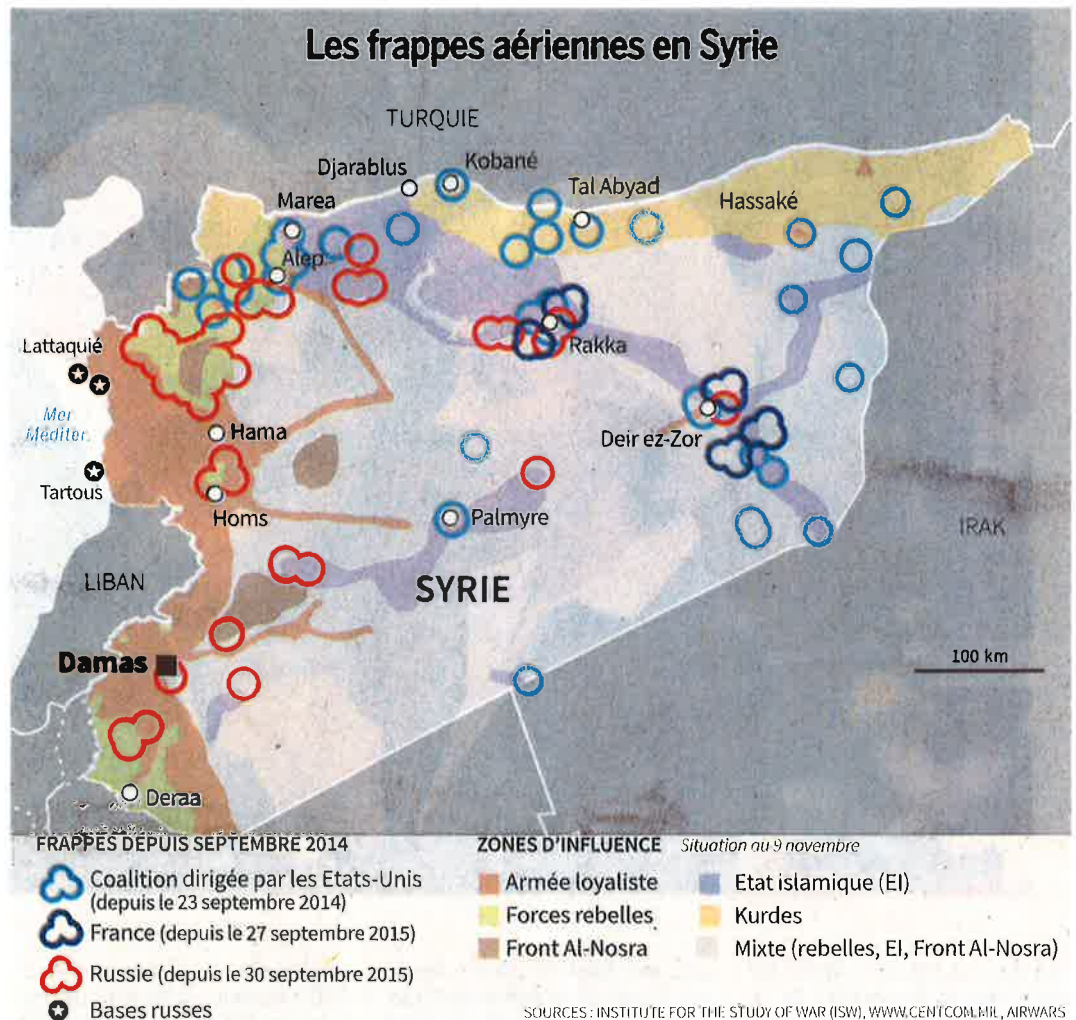 Les frappes aériennes en Syrie
TURQUIE
Djarablus
Kobané
Marea
Tal Abyad
Hassaké
Alep
Lattaquié
Rakka
Mer
Méditer.
Hama
Deir ez-Zor
Tartous
Homs
Palmyre
IRAK
LIBAN
SYRIE
Damas
100 km
Deraa
FRAPPES DEPUIS SEPTEMBRE 2014
Coalition dirigée par les Etats-Unis
(depuis le 23 septembre 2014)
France (depuis le 27 septembre 2015)
Russie (depuis le 30 septembre 2015)
Bases russes
ZONES D'INFLUENCE Situation au 9 novembre
Armée loyaliste
Forces rebelles
Front Al-Nosra
Etat islamique (EI)
Kurdes
Mixte (rebelles, EI, Front Al-Nosra)
SOURCES : INSTITUTE FOR THE STUDY OF WAR (ISW), WWW.CENTCOM.MIL, AIRWARS